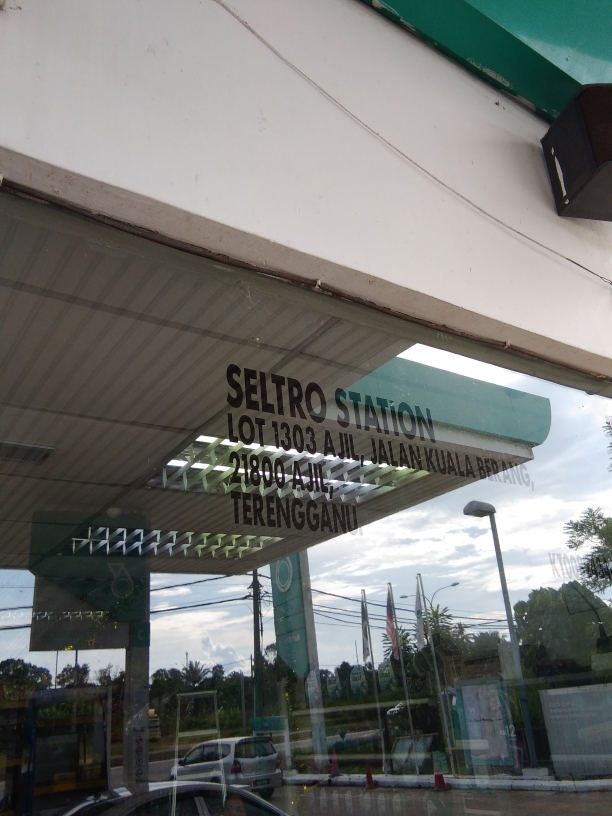 SELTRO STATION
LOT 1303 AJIL, JALAN KUALA BERANG,
21800 AJIL,
TERENGGANU.